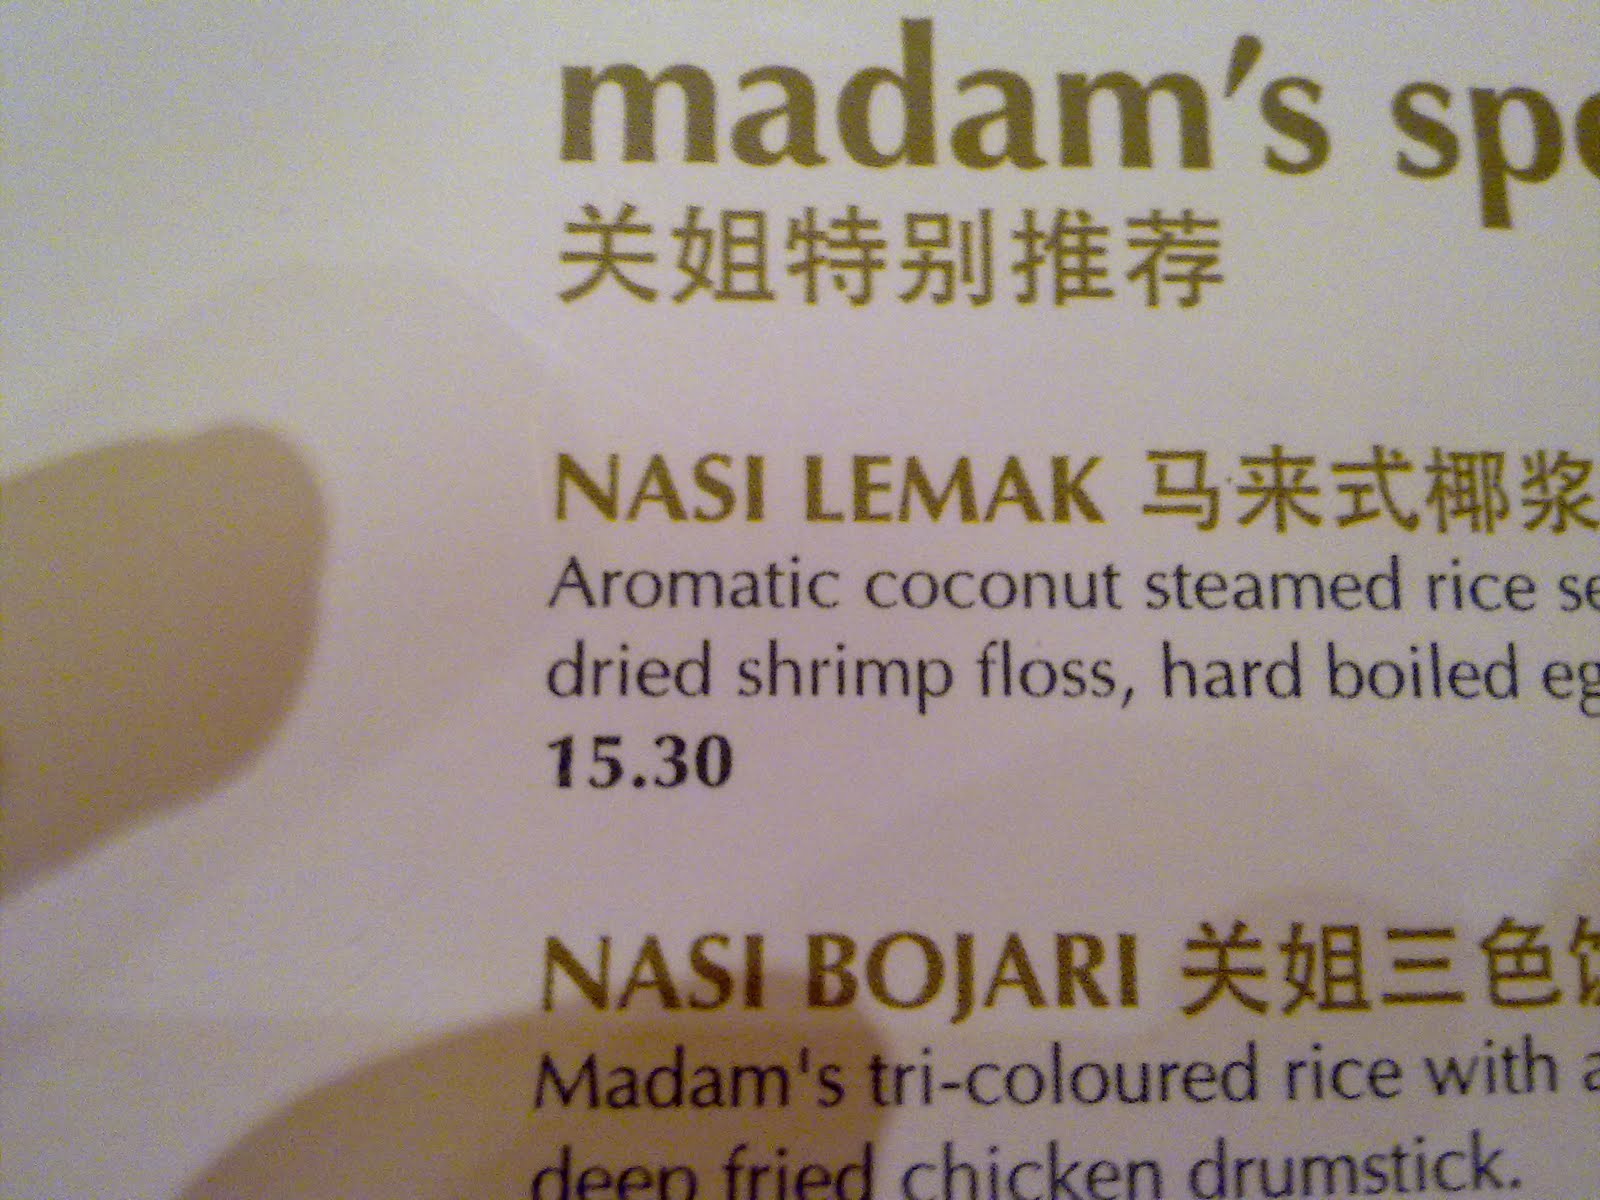 madam's spe
关姐特别推荐
NASI LEMAK 马来式椰浆
Aromatic coconut steamed rice se
dried shrimp floss, hard boiled eg
15.30
NASI BOJARI 关姐三色饭
Madam's tri-coloured rice with a
deep fried chicken drumstick.